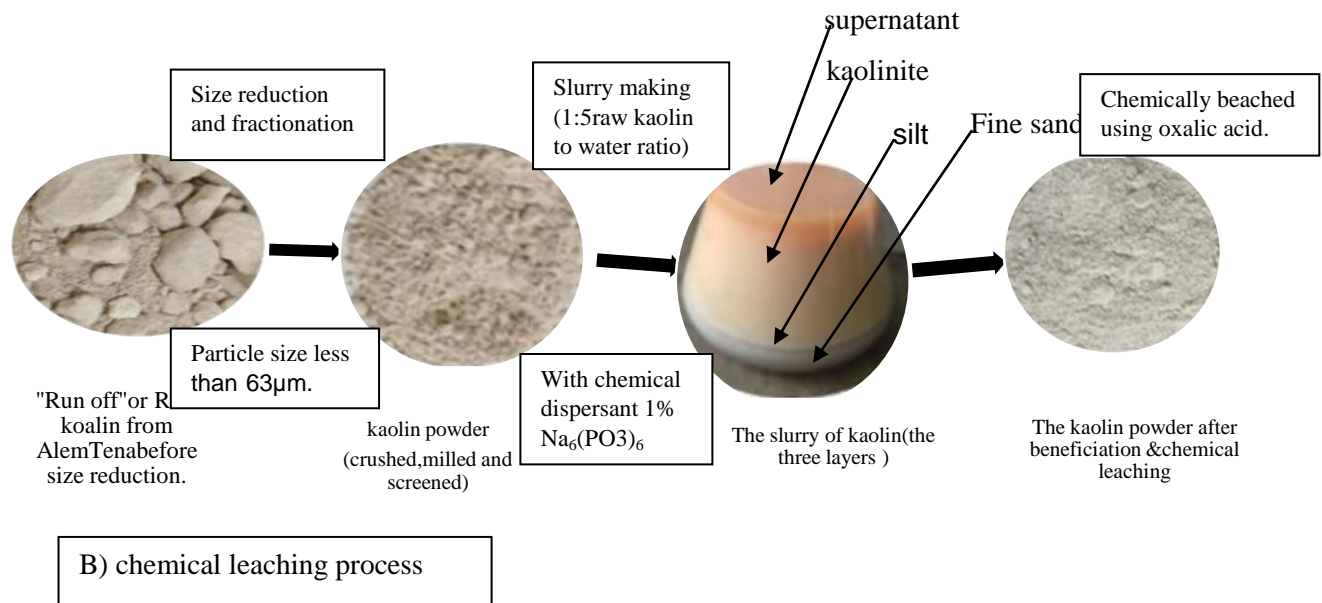 supernatant
kaolinite
silt
Fine sand
Size reduction
and fractionation
Slurry making
(1:5raw kaolin
to water ratio)
Chemically beached
using oxalic acid.
Particle size less
than 63µm.
With chemical
dispersant 1%
Na₆(PO3)₆
"Run off"or R
koalin from
AlemTenabefore
size reduction.
kaolin powder
(crushed,milled and
screened)
The slurry of kaolin(the
three layers )
The kaolin powder after
beneficiation &chemical
leaching
B) chemical leaching process